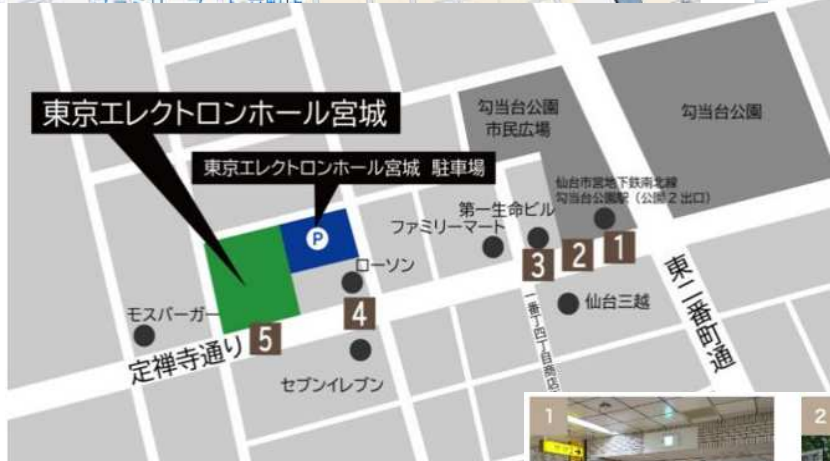 東京エレクトロンホール宮城
東京エレクトロンホール宮城 駐車場
勾当台公園
市民広場
勾当台公園
仙台市営地下鉄南北線
勾当台公園駅(公園2出口)
第一生命ビル
ファミリーマート
P
ローソン
3
2
1
東二番町通
仙台三越
一番丁四丁目商店
モスバーガー
4
定禅寺通り
5
セブンイレブン
1
2